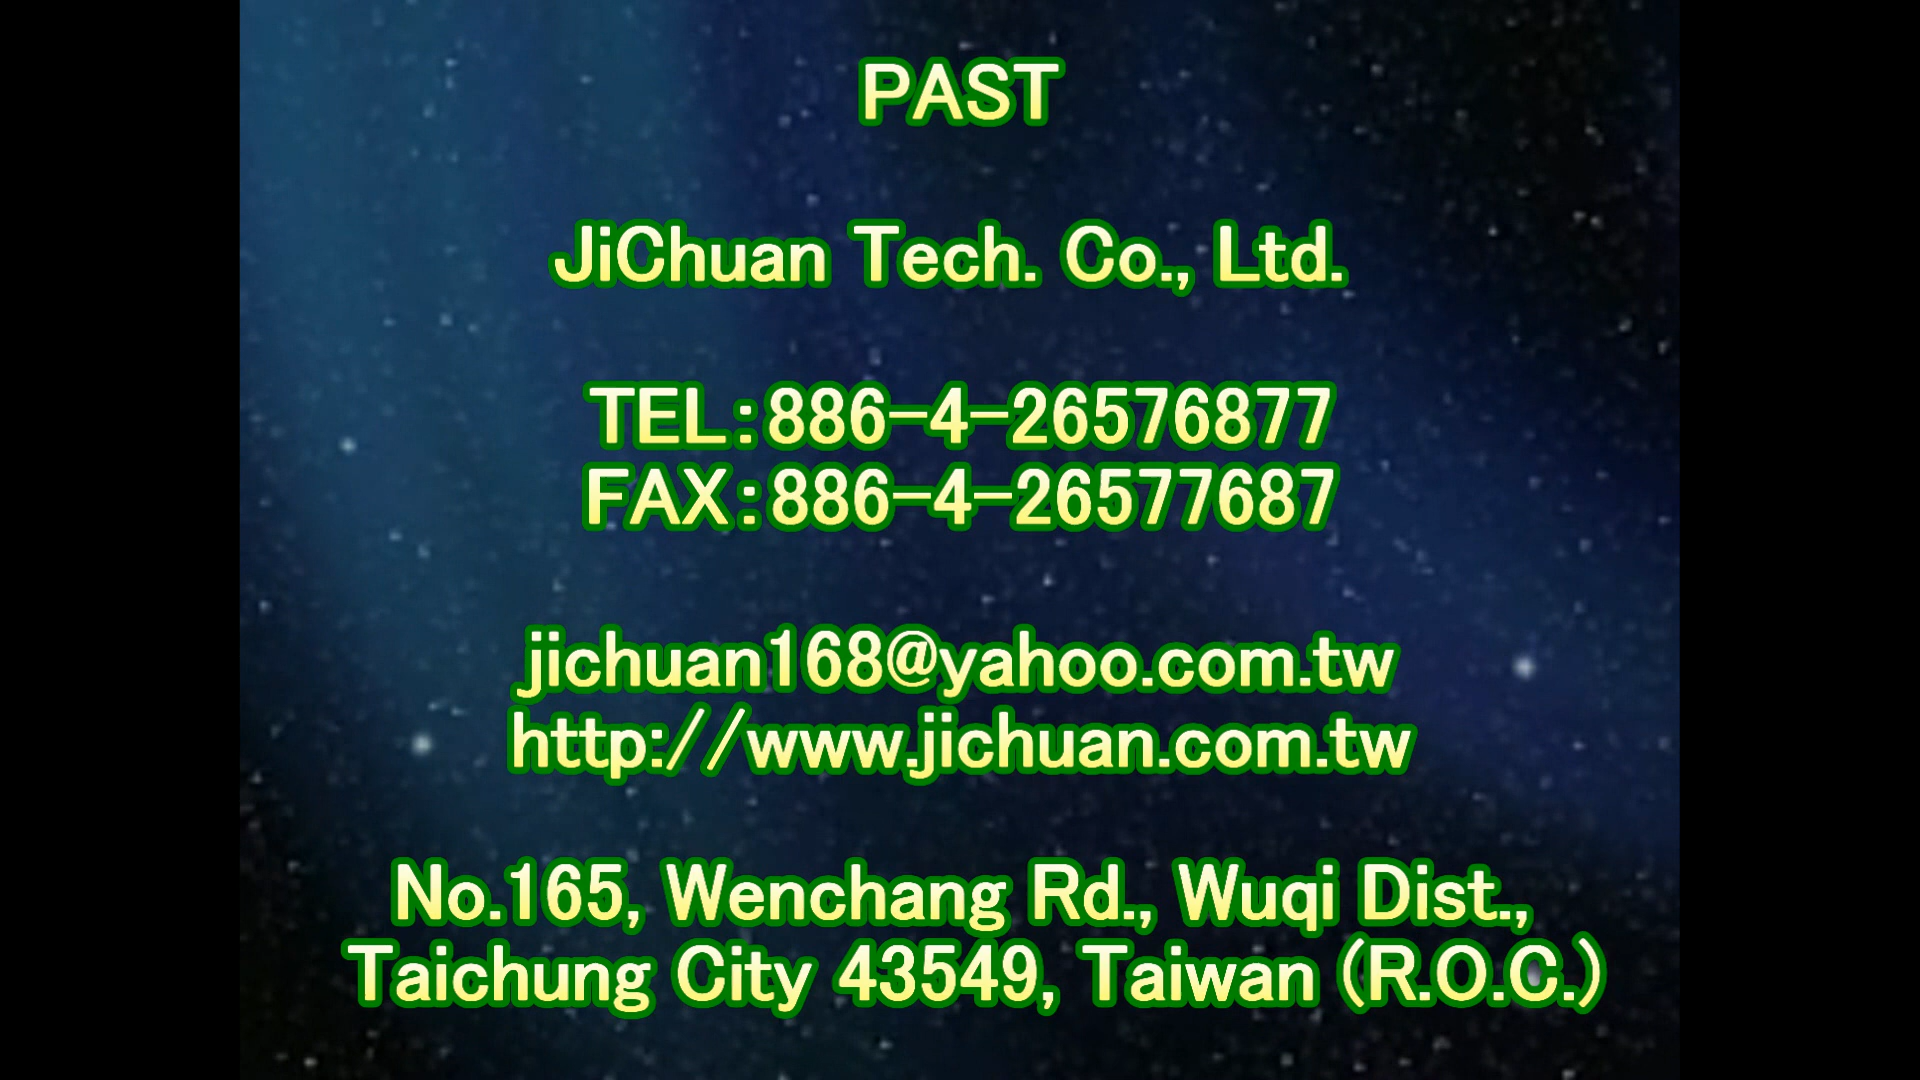 PAST
JiChuan Tech. Co., Ltd.
TEL:886-4-26576877
FAX:886-4-26577687
jichuan168@yahoo.com.tw
http://www.jichuan.com.tw
No.165, Wenchang Rd., Wuqi Dist.,
Taichung City 43549, Taiwan (R.O.C.)